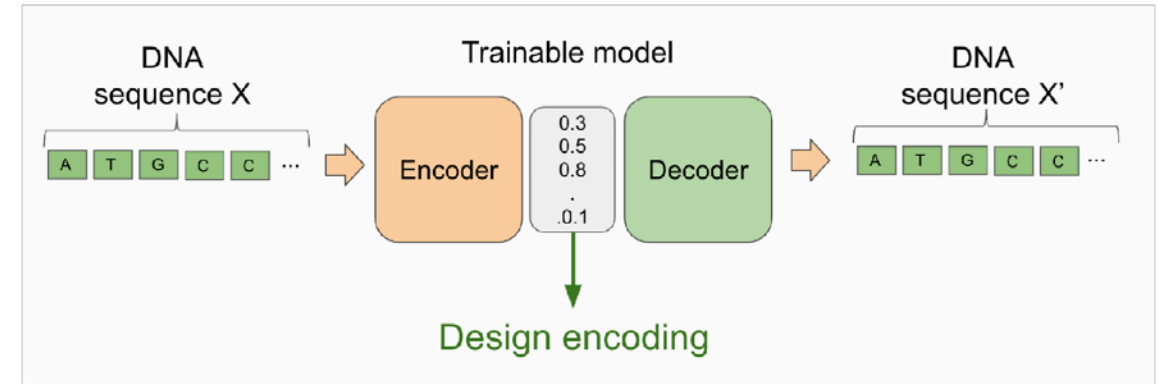 DNA
sequence X
Trainable model
DNA
sequence X’
A T G C C ...
Encoder
0.3
0.5
0.8
.
.0.1
Decoder
A T G C C ...
Design encoding